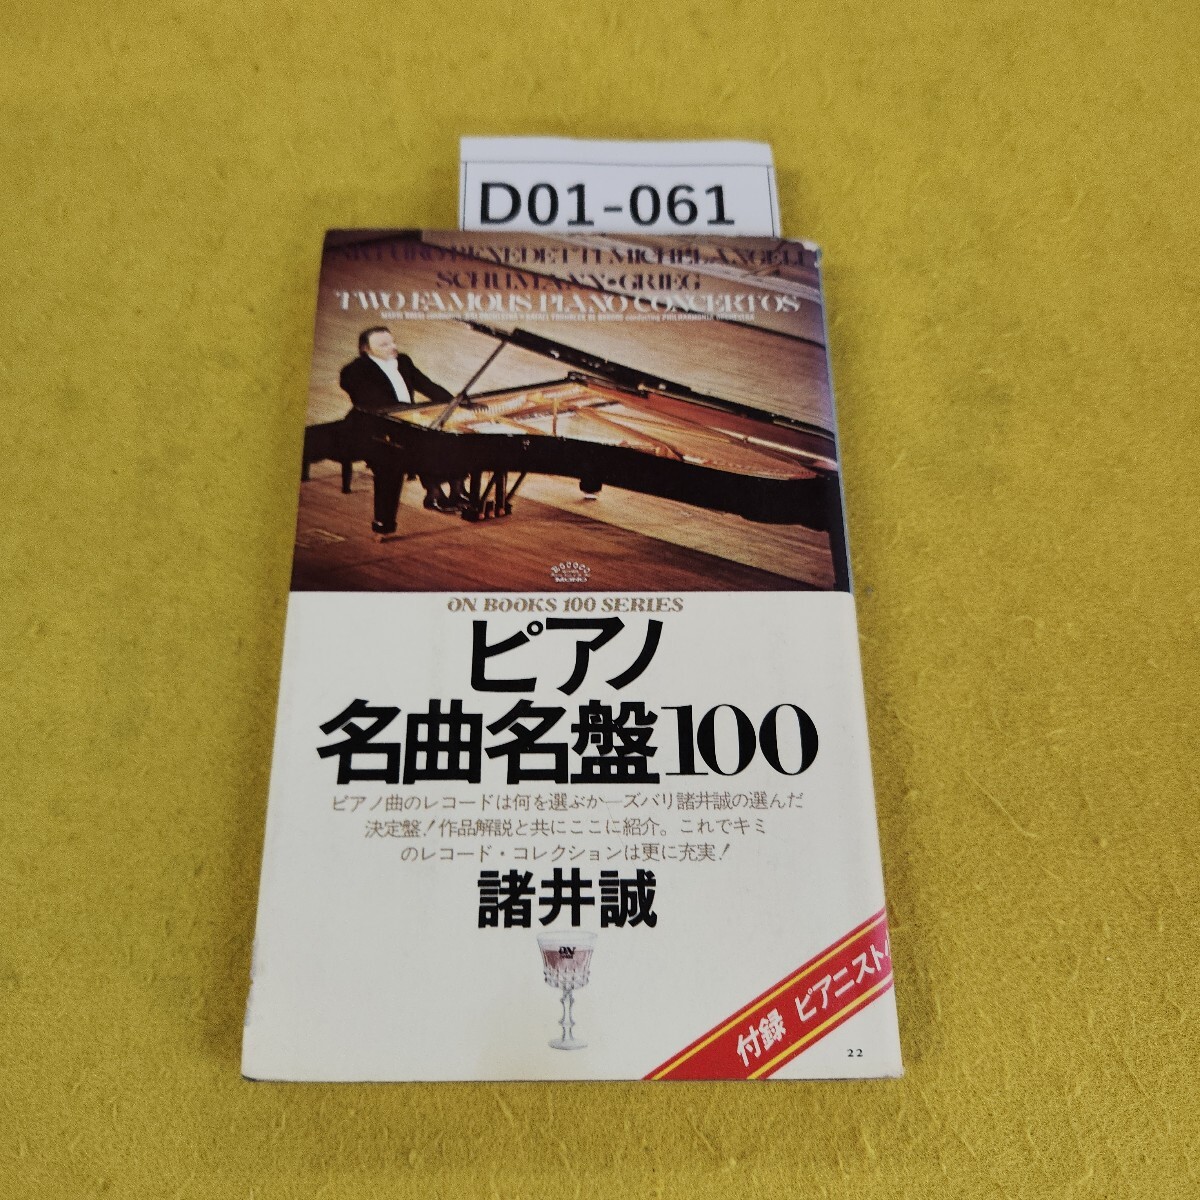 D01-061
ARTURO BENEDETTI MICHELANGELI
SCHUMANN・GRIEG
TWO FAMOUS PIANO CONCERTOS
MONO
ON BOOKS 100 SERIES
ピアノ
名曲名盤100
ピアノ曲のレコードは何を選ぶか―ズバリ諸井誠の選んだ
決定盤!作品解説と共にここに紹介。これでキミ
のレコード・コレクションは更に充実!
諸井誠
ON
付録 ピアニスト
22